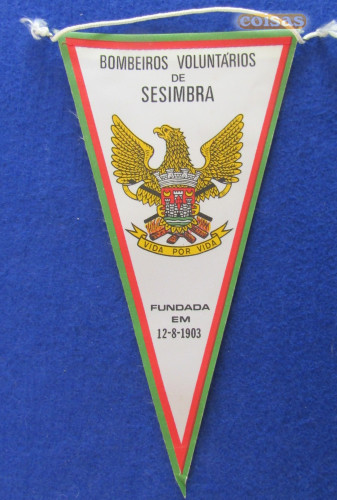 coisas
BOMBEIROS VOLUNTÁRIOS
DE
SESIMBRA
VIDA POR VIDA
FUNDADA
EM
12-8-1903